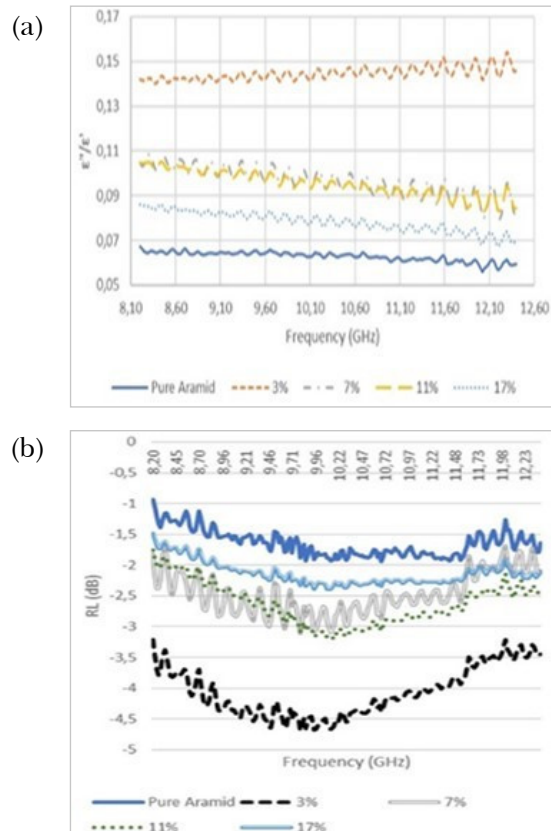 (a)
0,17
0,15
0,13
0,11
0,09
0,07
0,05
ε''/ε'
8,10 8,60 9,10 9,60 10,10 10,60 11,10 11,60 12,10 12,60
Frequency (GHz)
Pure Aramid 3% 7% 11% 17%
(b)
0
-0,5
-1
-1,5
-2
-2,5
-3
-3,5
-4
-4,5
-5
RL (dB)
8,20 8,45 8,70 8,96 9,21 9,46 9,71 9,96 10,22 10,47 10,72 10,97 11,22 11,48 11,73 11,98 12,23
Frequency (GHz)
Pure Aramid 3% 7%
11% 17%